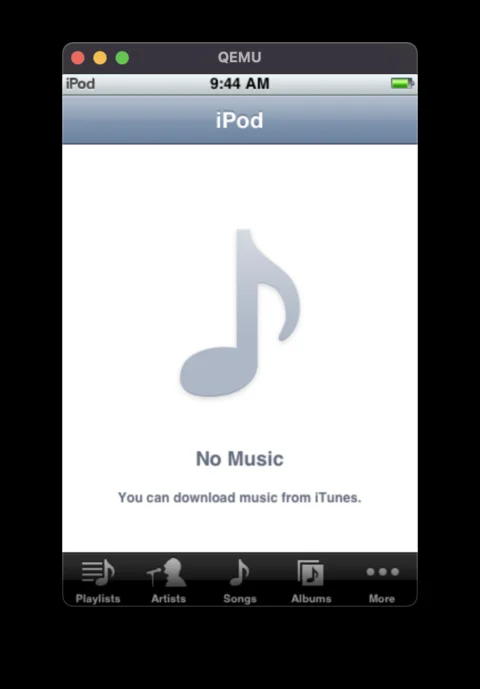 QEMU
iPod 9:44 AM
iPod
No Music
You can download music from iTunes.
Playlists Artists Songs Albums More